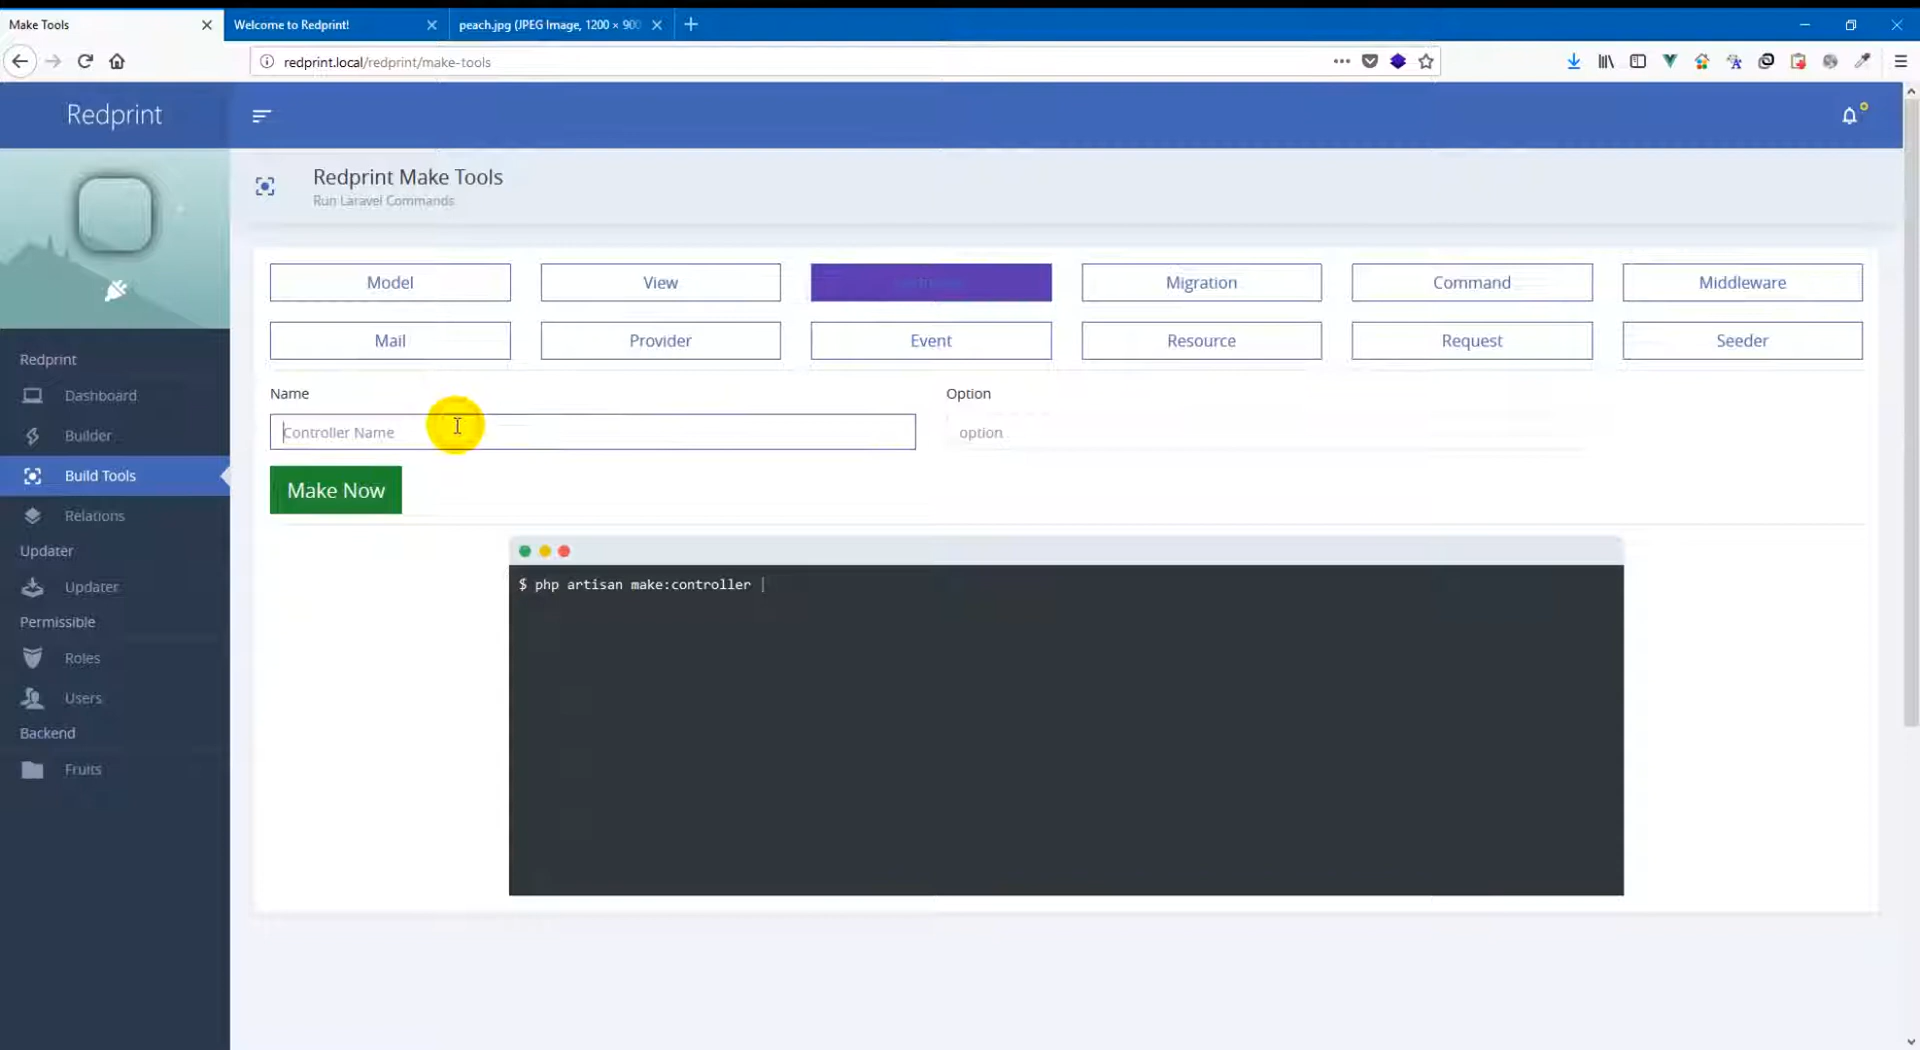 Make Tools
Welcome to Redprint!
peach.jpg (JPEG Image, 1200 × 900
redprint.local/redprint/make-tools
Redprint
Redprint Make Tools
Run Laravel Commands
Model
View
Migration
Command
Middleware
Mail
Provider
Event
Resource
Request
Seeder
Name
Option
Controller Name
option
Make Now
$ php artisan make:controller
Redprint
Dashboard
Builder
Build Tools
Relations
Updater
Updater
Permissible
Roles
Users
Backend
Fruits